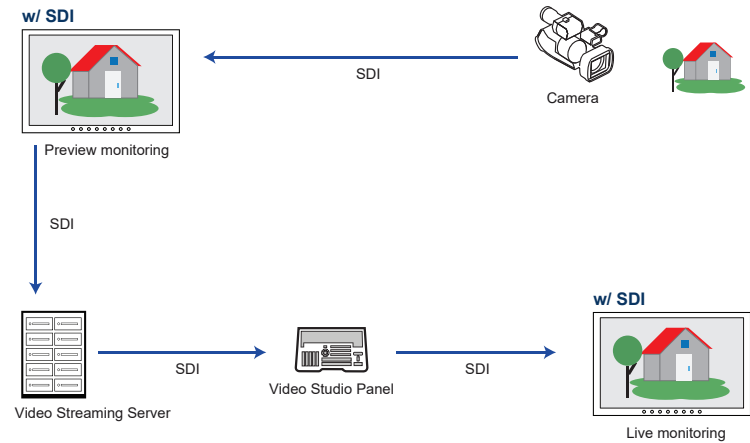 w/ SDI
SDI
Camera
Preview monitoring
SDI
w/ SDI
SDI
SDI
Video Studio Panel
Video Streaming Server
Live monitoring